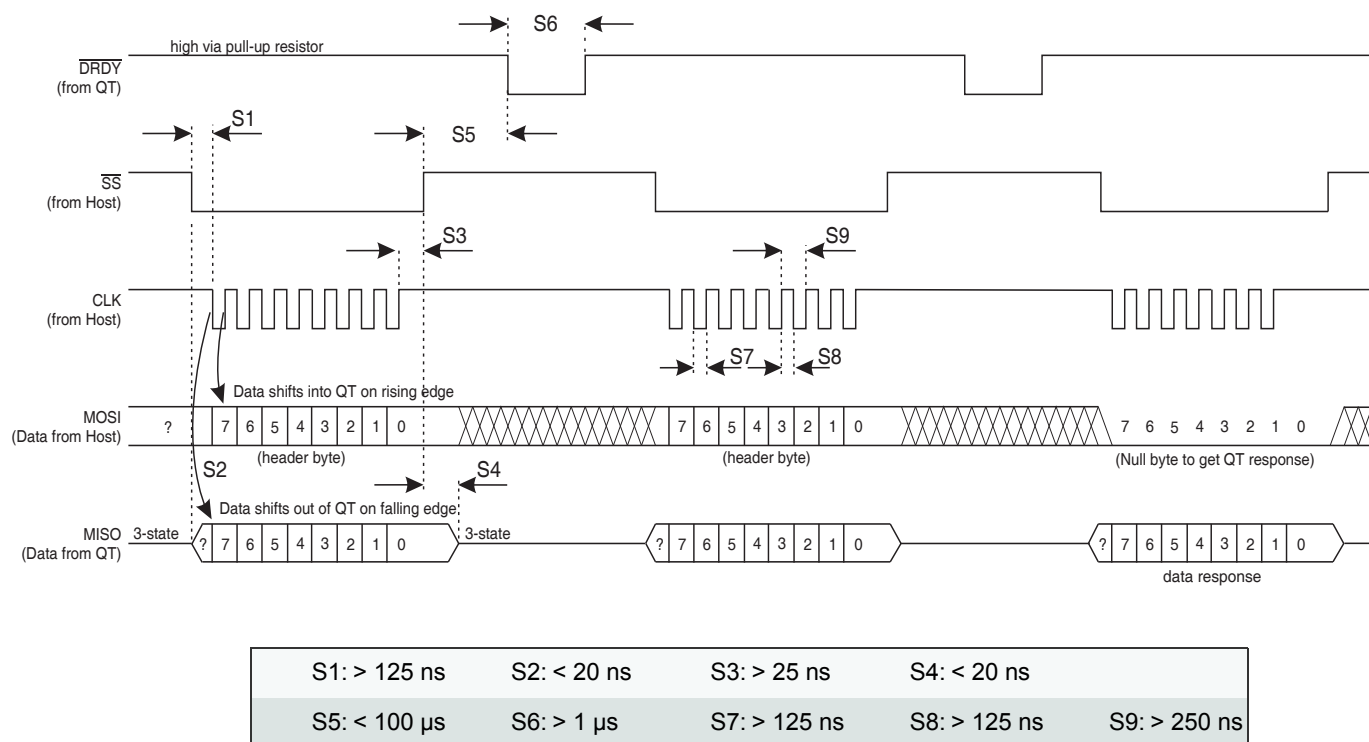 S6
high via pull-up resistor
DRDY
(from QT)
S1
S5
SS
(from Host)
S3
S9
CLK
(from Host)
S7
S8
Data shifts into QT on rising edge
MOSI
(Data from Host)
? 7 6 5 4 3 2 1 0
7 6 5 4 3 2 1 0
7 6 5 4 3 2 1 0
(header byte)
(header byte)
(Null byte to get QT response)
S2
S4
Data shifts out of QT on falling edge
MISO
(Data from QT)
3-state
? 7 6 5 4 3 2 1 0
3-state
? 7 6 5 4 3 2 1 0
? 7 6 5 4 3 2 1 0
data response
S1: > 125 ns S2: < 20 ns S3: > 25 ns S4: < 20 ns
S5: < 100 µs S6: > 1 µs S7: > 125 ns S8: > 125 ns S9: > 250 ns